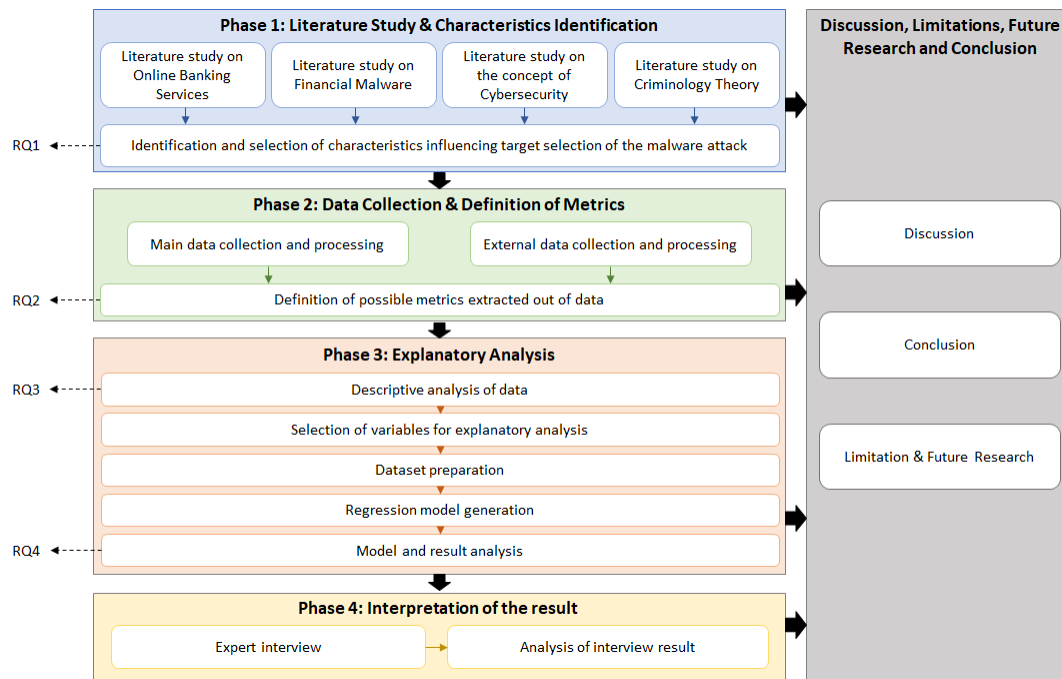 Phase 1: Literature Study & Characteristics Identification
Literature study on
Online Banking
Services
Literature study on
Financial Malware
Literature study on
the concept of
Cybersecurity
Literature study on
Criminology Theory
RQ1
Identification and selection of characteristics influencing target selection of the malware attack
Phase 2: Data Collection & Definition of Metrics
Main data collection and processing
External data collection and processing
RQ2
Definition of possible metrics extracted out of data
Phase 3: Explanatory Analysis
RQ3
Descriptive analysis of data
Selection of variables for explanatory analysis
Dataset preparation
Regression model generation
RQ4
Model and result analysis
Phase 4: Interpretation of the result
Expert interview
Analysis of interview result
Discussion, Limitations, Future
Research and Conclusion
Discussion
Conclusion
Limitation & Future Research